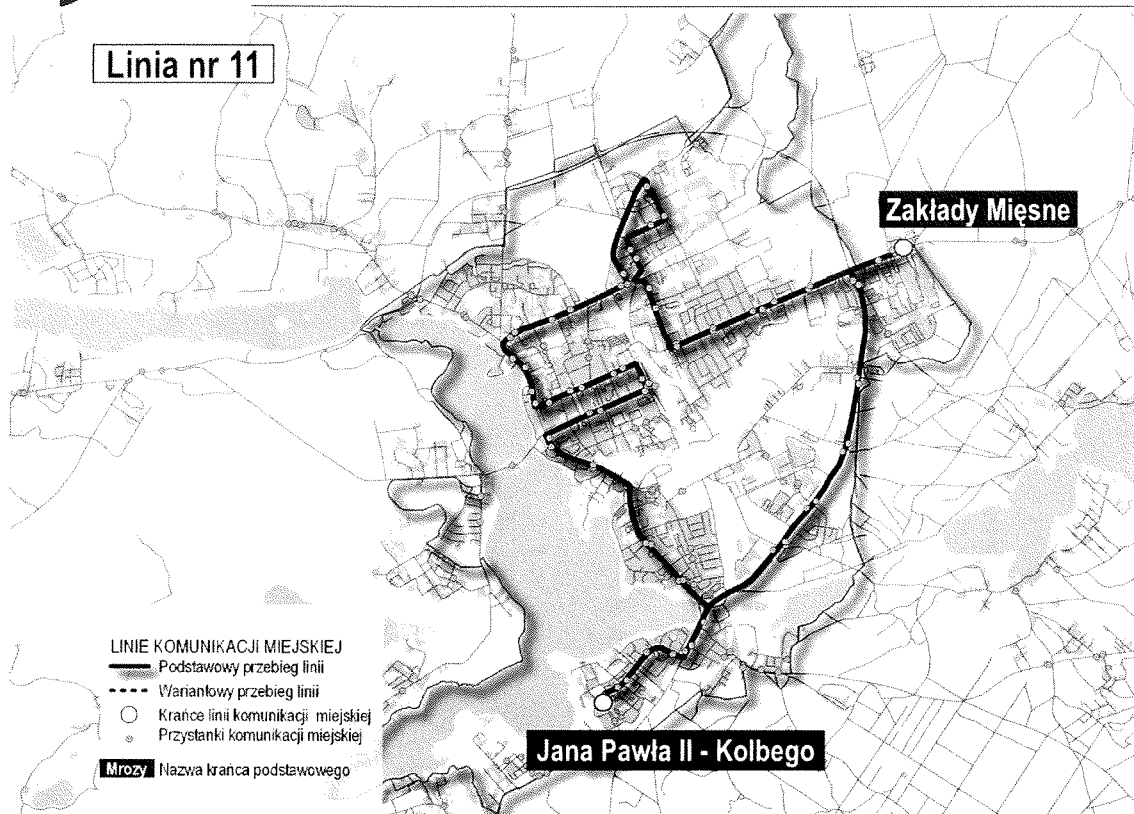 Linia nr 11
Zakłady Mięsne
LINIE KOMUNIKACJI MIEJSKIEJ
Podstawowy przebieg linii
Wariantowy przebieg linii
Krańce linii komunikacji miejskiej
Przystanki komunikacji miejskiej
Mrozy Nazwa krańca podstawowego
Jana Pawła II - Kolbego